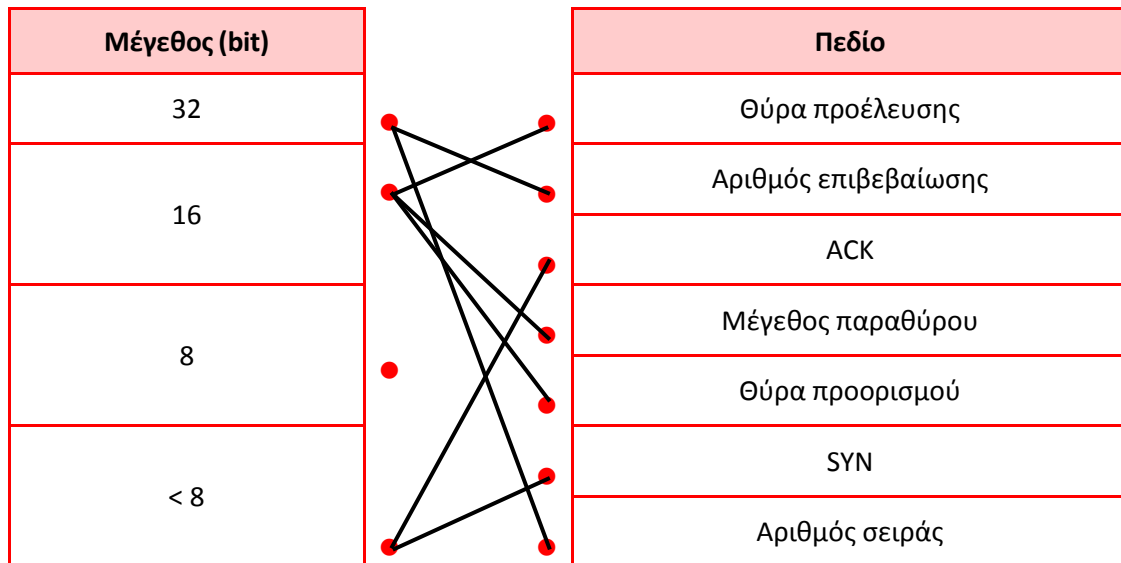 Μέγεθος (bit)
32
16
8
< 8
Πεδίο
Θύρα προέλευσης
Αριθμός επιβεβαίωσης
ACK
Μέγεθος παραθύρου
Θύρα προορισμού
SYN
Αριθμός σειράς